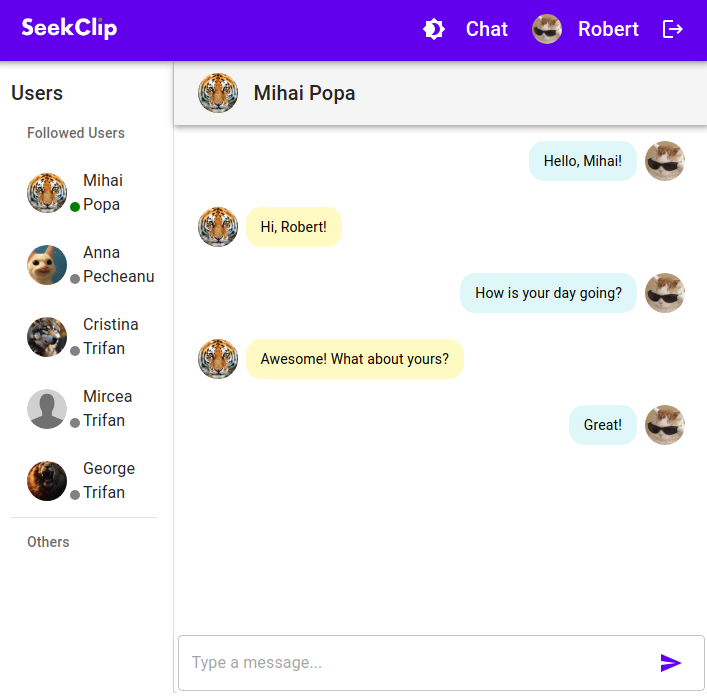 SeekClip
Chat
Robert
Users
Followed Users
Mihai
Popa
Anna
Pecheanu
Cristina
Trifan
Mircea
Trifan
George
Trifan
Others
Mihai Popa
Hello, Mihai!
Hi, Robert!
How is your day going?
Awesome! What about yours?
Great!
Type a message...